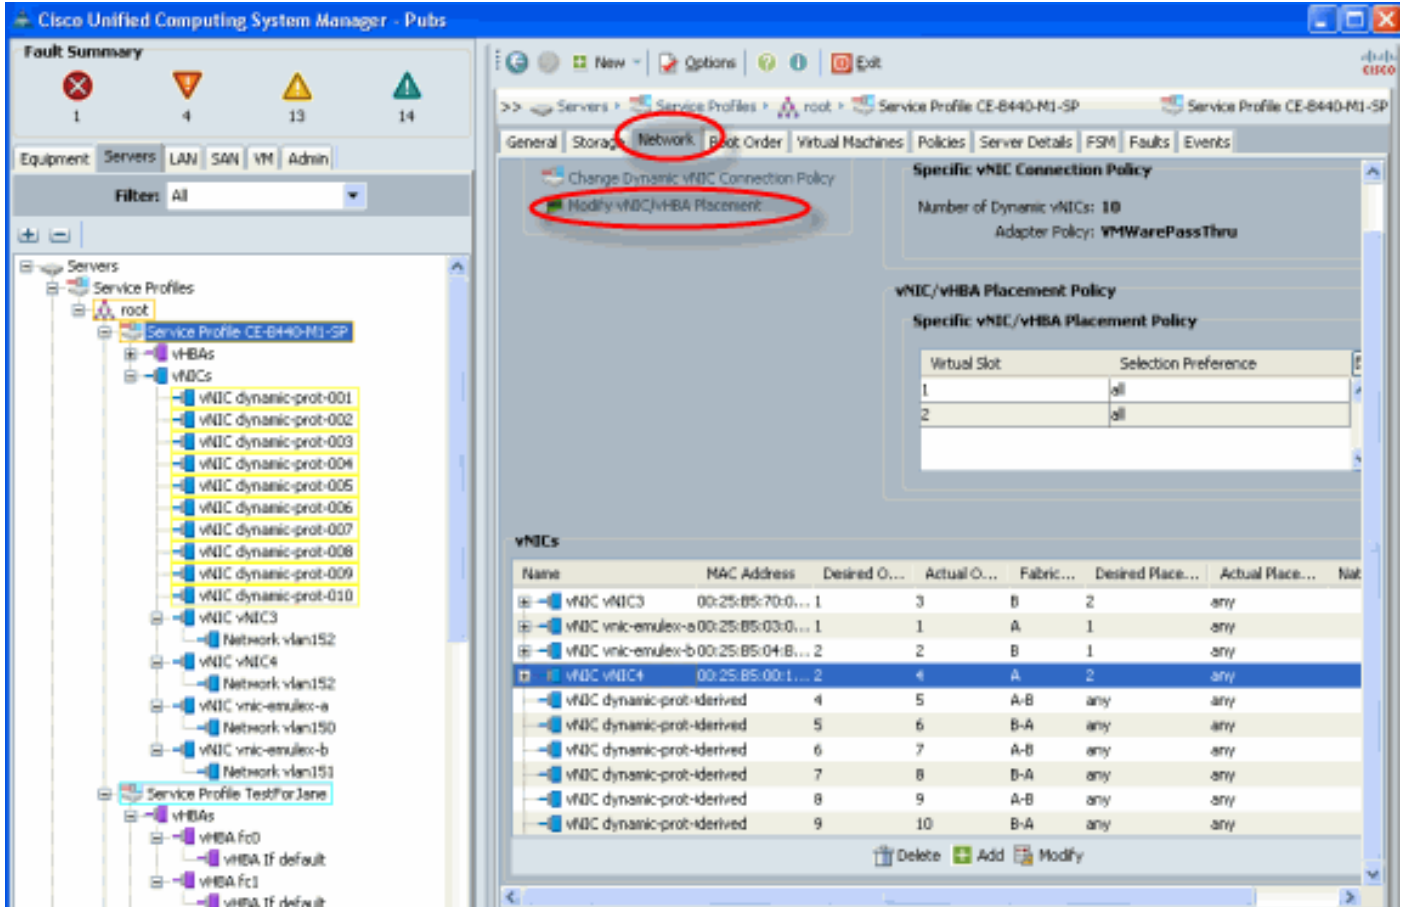 Cisco Unified Computing System Manager - Pubs
Fault Summary
1 4 13 14
Equipment Servers LAN SAN VM Admin
Filter: All
Servers
Service Profiles
root
Service Profile CE-B440-M1-SP
vHBAs
vNICs
vNIC dynamic-prot-001
vNIC dynamic-prot-002
vNIC dynamic-prot-003
vNIC dynamic-prot-004
vNIC dynamic-prot-005
vNIC dynamic-prot-006
vNIC dynamic-prot-007
vNIC dynamic-prot-008
vNIC dynamic-prot-009
vNIC dynamic-prot-010
vNIC vNIC3
Network vlan152
vNIC vNIC4
Network vlan152
vNIC vnic-emulex-a
Network vlan150
vNIC vnic-emulex-b
Network vlan151
Service Profile TestForJane
vHBAs
vHBA fc0
vHBA If default
vHBA fc1
vHBA If default
New Options Exit
CISCO
>> Servers Service Profiles root Service Profile CE-B440-M1-SP Service Profile CE-B440-M1-SP
General Storage Network Boot Order Virtual Machines Policies Server Details FSM Faults Events
Change Dynamic vNIC Connection Policy
Modify vNIC/vHBA Placement
Specific vNIC Connection Policy
Number of Dynamic vNICs: 10
Adapter Policy: VMWarePassThru
vNIC/vHBA Placement Policy
Specific vNIC/vHBA Placement Policy
Virtual Slot Selection Preference
1 all
2 all
vNICs
Name MAC Address Desired O... Actual O... Fabric... Desired Place... Actual Place... Nat
vNIC vNIC3 00:25:B5:70:0... 1 3 B 2 any
vNIC vnic-emulex-a 00:25:B5:03:0... 1 1 A 1 any
vNIC vnic-emulex-b 00:25:B5:04:B... 2 2 B 1 any
vNIC vNIC4 00:25:B5:00:1... 2 4 A 2 any
vNIC dynamic-prot- derived 4 5 A-B any any
vNIC dynamic-prot- derived 5 6 B-A any any
vNIC dynamic-prot- derived 6 7 A-B any any
vNIC dynamic-prot- derived 7 8 B-A any any
vNIC dynamic-prot- derived 8 9 A-B any any
vNIC dynamic-prot- derived 9 10 B-A any any
Delete Add Modify